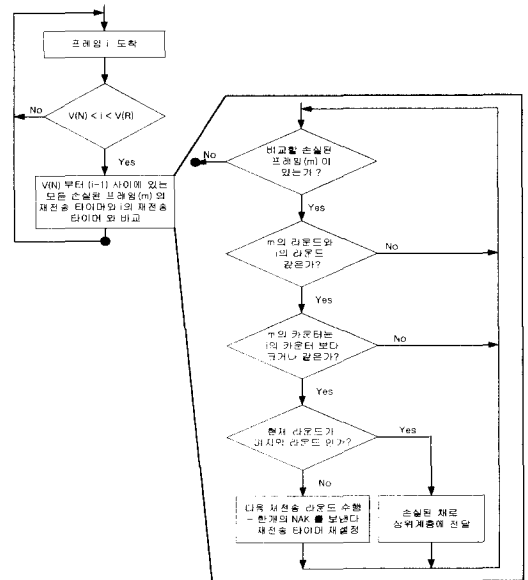 프레임 i 도착
V(N) < i < V(R)
No
Yes
V(N) 부터 (i-1) 사이에 있는
모든 손실된 프레임(m) 의
재전송 타이머와 i의 재전송
타이머 와 비교
비교할 손실된
프레임(m) 이
있는가 ?
No
Yes
m의 라운드와
i의 라운드
같은가?
No
Yes
m의 카운터는
i의 카운터 보다
크거나 같은가?
No
Yes
현재 라운드가
마지막 라운드 인가?
Yes
No
다음 재전송 라운드 수행
- 한개의 NAK 를 보낸다
재전송 타이머 재설정
손실된 채로
상위계층에 전달